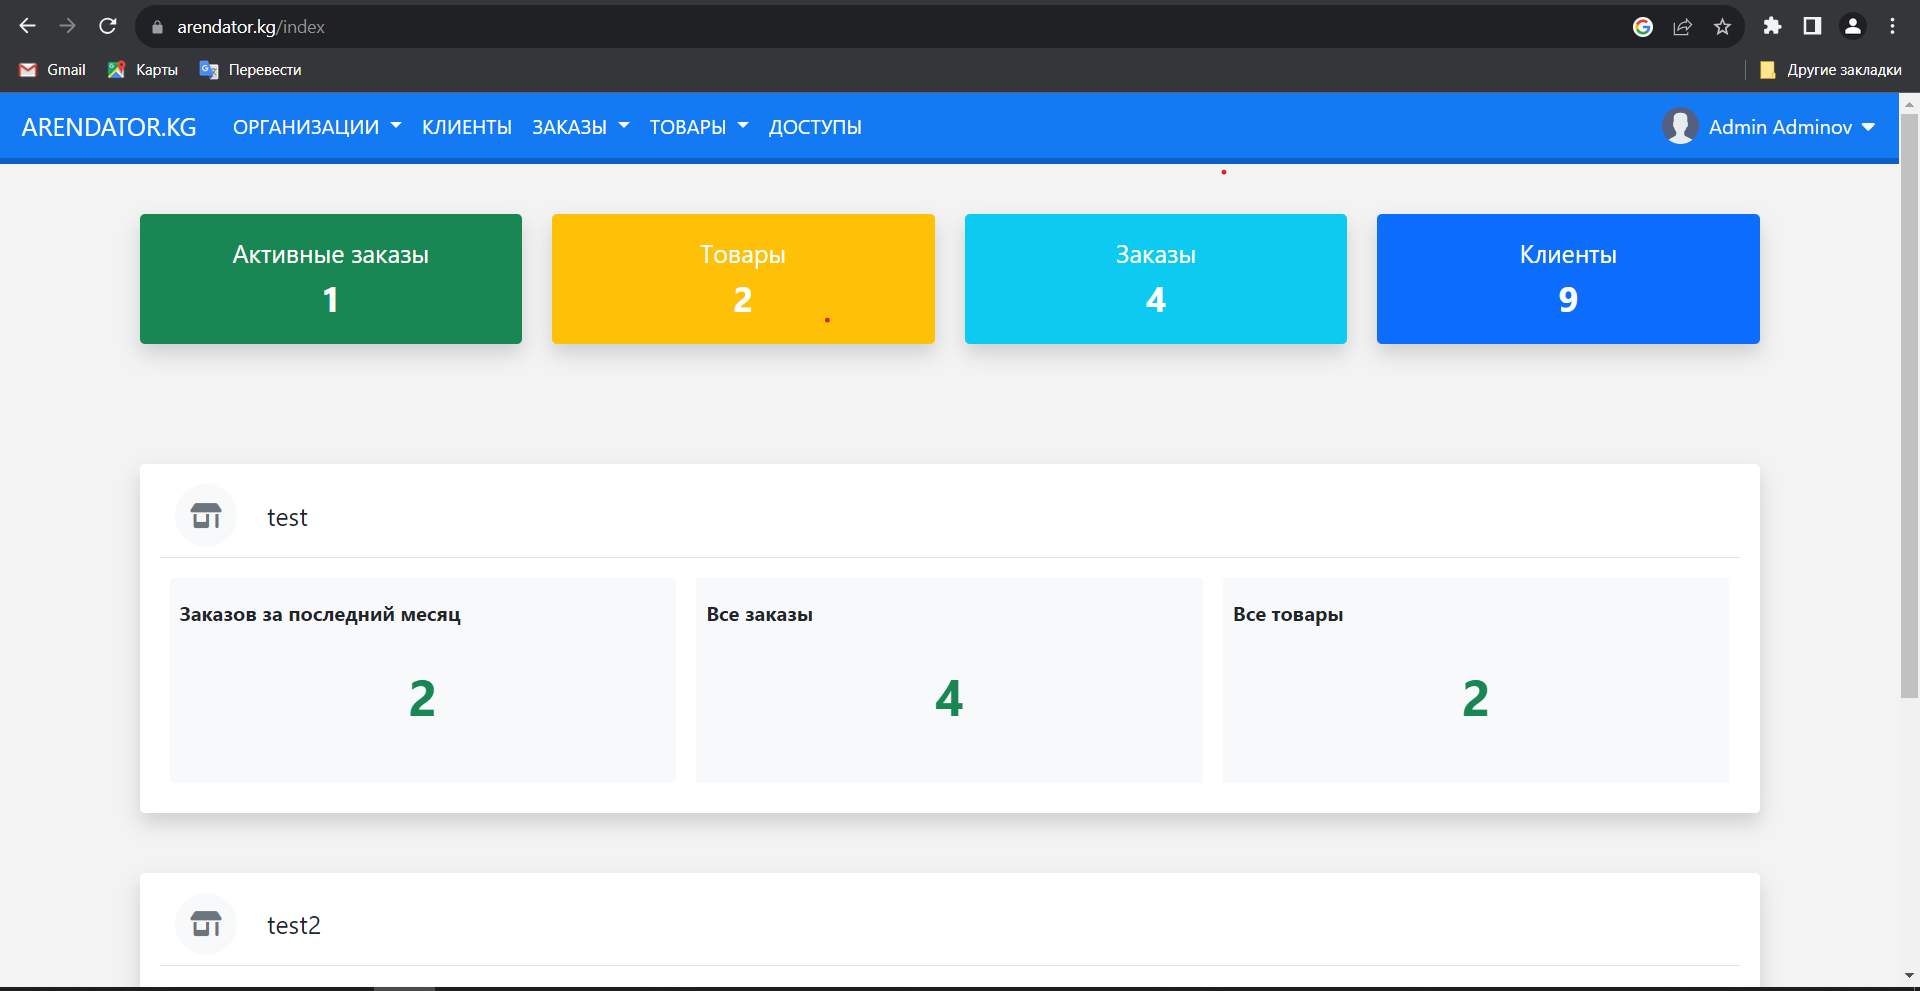 arendator.kg/index
Gmail Карты Перевести Другие закладки
ARENDATOR.KG ОРГАНИЗАЦИИ КЛИЕНТЫ ЗАКАЗЫ ТОВАРЫ ДОСТУПЫ Admin Adminov
Активные заказы
1
Товары
2
Заказы
4
Клиенты
9
test
Заказов за последний месяц
2
Все заказы
4
Все товары
2
test2